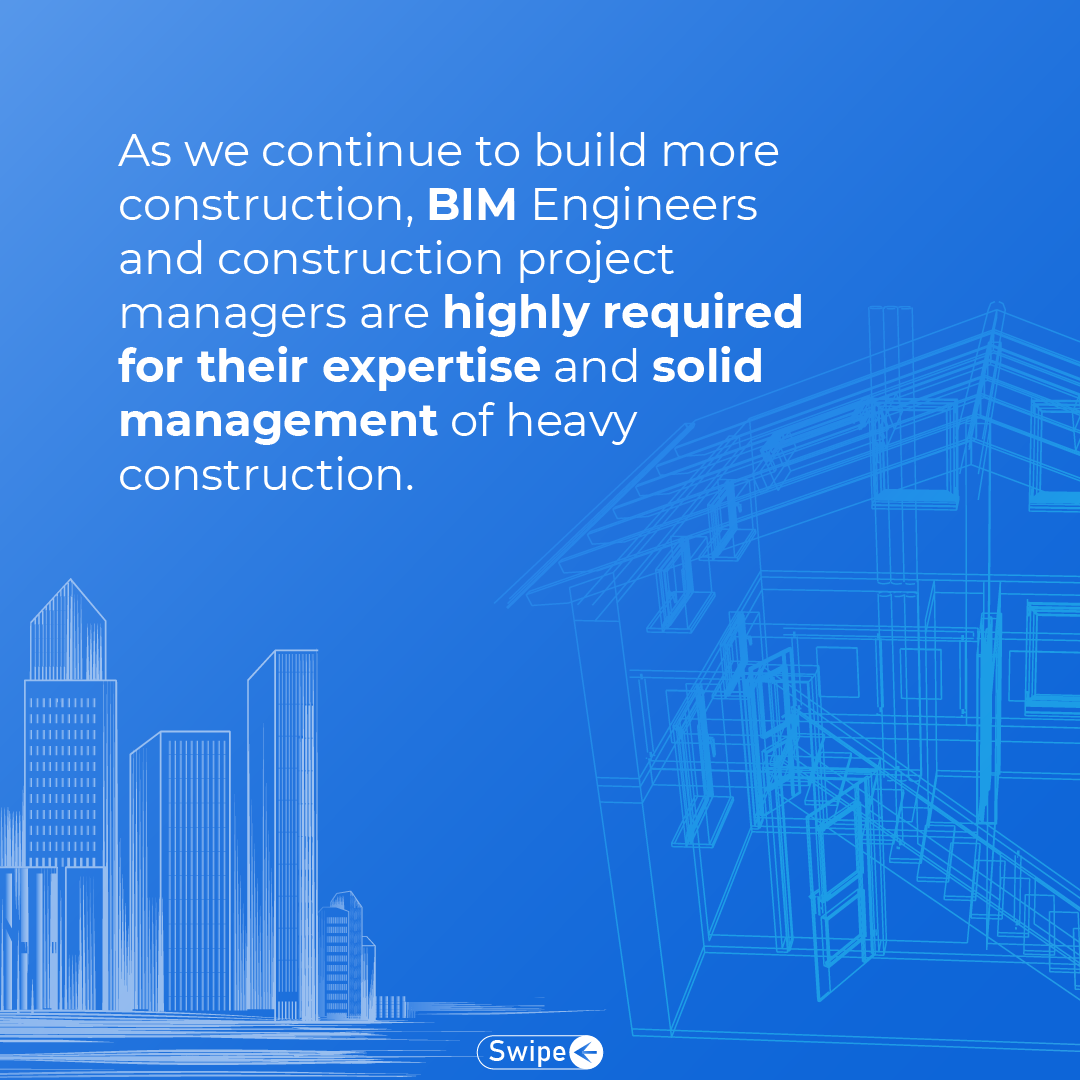 As we continue to build more
construction, BIM Engineers
and construction project
managers are highly required
for their expertise and solid
management of heavy
construction.
Swipe